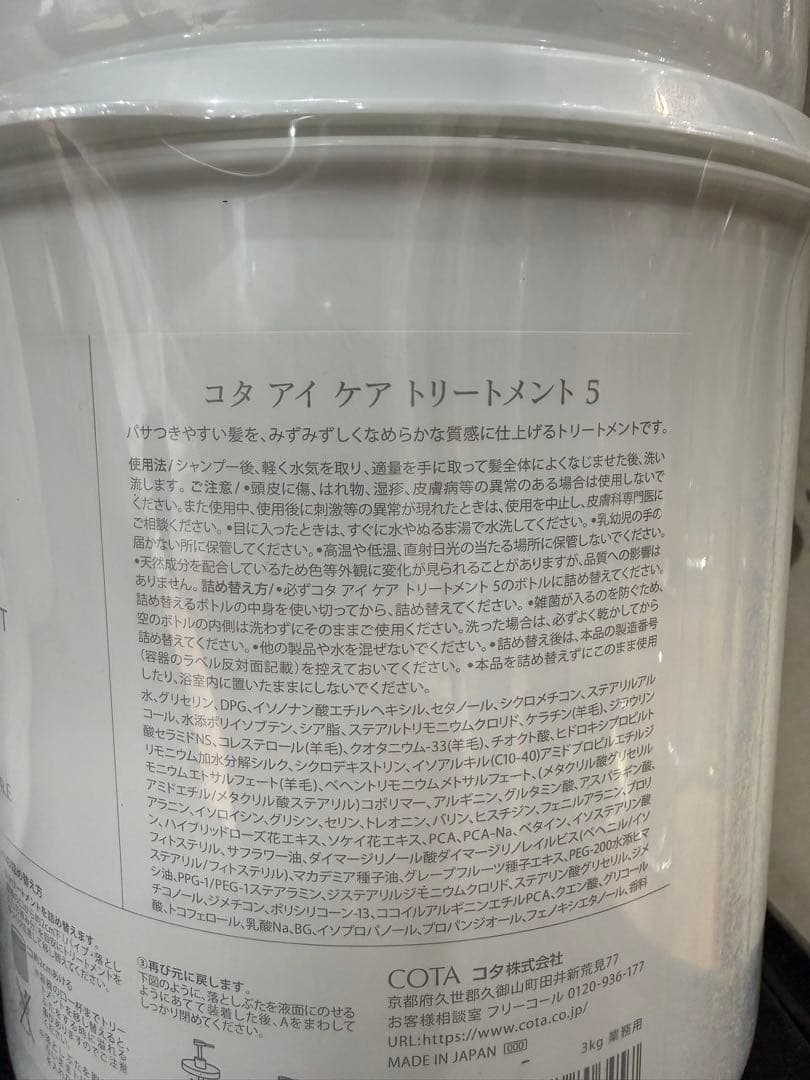 コタ アイ ケア トリートメント 5
パサつきやすい髪を、みずみずしくなめらかな質感に仕上げるトリートメントです。
使用法/シャンプー後、軽く水気を取り、適量を手に取って髪全体によくなじませた後、洗い
流します。ご注意/•頭皮に傷、はれ物、湿疹、皮膚病等の異常のある場合は使用しないで
ください。また使用中、使用後に刺激等の異常が現れたときは、使用を中止し、皮膚科専門医に
ご相談ください。•目に入ったときは、すぐに水やぬるま湯で水洗してください。•乳幼児の手の
届かない所に保管してください。•高温や低温、直射日光の当たる場所に保管しないでください。
•天然成分を配合しているため色等外観に変化が見られることがありますが、品質への影響は
ありません。詰め替え方/•必ずコタ アイ ケア トリートメント 5のボトルに詰め替えてください。
詰め替えるボトルの中身を使い切ってから、詰め替えてください。•雑菌が入るのを防ぐため、
空のボトルの内側は洗わずにそのままご使用ください。洗った場合は、必ずよく乾かしてから
詰め替えてください。•他の製品や水を混ぜないでください。•詰め替え後は、本品の製造番号
(容器のラベル反対面記載)を控えておいてください。•本品を詰め替えずにこのまま使用
したり、浴室内に置いたままにしないでください。
水、グリセリン、DPG、イソノナン酸エチルヘキシル、セタノール、シクロメチコン、ステアリルアル
コール、水添ポリイソブテン、シア脂、ステアルトリモニウムクロリド、ケラチン(羊毛)、ジラウリン
酸セラミドNS、コレステロール(羊毛)、クオタニウム-33(羊毛)、チオクト酸、ヒドロキシプロピルト
リモニウム加水分解シルク、シクロデキストリン、イソアルキル(C10-40)アミドプロピルエチルジ
モニウムエトサルフェート(羊毛)、ベヘントリモニウムメトサルフェート、(メタクリル酸グリセリル
アミドエチル/メタクリル酸ステアリル)コポリマー、アルギニン、グルタミン酸、アスパラギン酸、
アラニン、イソロイシン、グリシン、セリン、トレオニン、バリン、ヒスチジン、フェニルアラニン、プロリ
ン、ハイブリッドローズ花エキス、ソケイ花エキス、PCA、PCA-Na、ベタイン、イソステアリン酸
フィトステリル、サフラワー油、ダイマージリノール酸ダイマージリノレイルビス(ベヘニル/イソ
ステアリル/フィトステリル)、マカデミア種子油、グレープフルーツ種子エキス、PEG-200水添ヒマ
シ油、PPG-1/PEG-1ステアラミン、ジステアリルジモニウムクロリド、ステアリン酸グリセリル、ジメ
チコノール、ジメチコン、ポリシリコーン-13、ココイルアルギニンエチルPCA、クエン酸、グリコール
酸、トコフェロール、乳酸Na、BG、イソプロパノール、プロパンジオール、フェノキシエタノール、香料
COTA コタ株式会社
京都府久世郡久御山町田井新荒見77
お客様相談室 フリーコール 0120-936-177
URL:https://www.cota.co.jp/
MADE IN JAPAN 000 3kg 業務用
③再び元に戻します。
下図のように、落としぶたを液面にのせる
ようにあてて装着した後、Aをまわして
しっかり閉めてください。